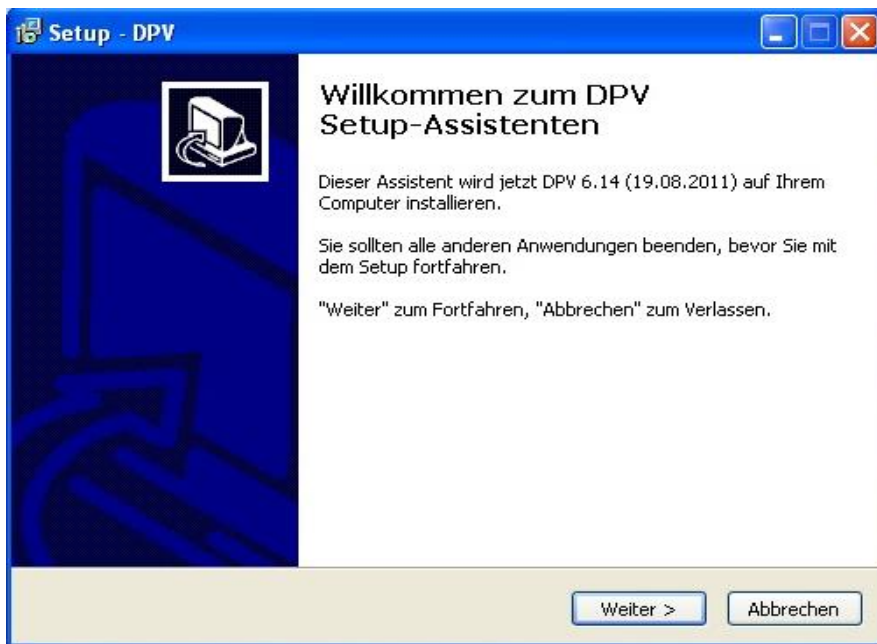 Setup - DPV
Willkommen zum DPV
Setup-Assistenten
Dieser Assistent wird jetzt DPV 6.14 (19.08.2011) auf Ihrem
Computer installieren.
Sie sollten alle anderen Anwendungen beenden, bevor Sie mit
dem Setup fortfahren.
"Weiter" zum Fortfahren, "Abbrechen" zum Verlassen.
Weiter >
Abbrechen